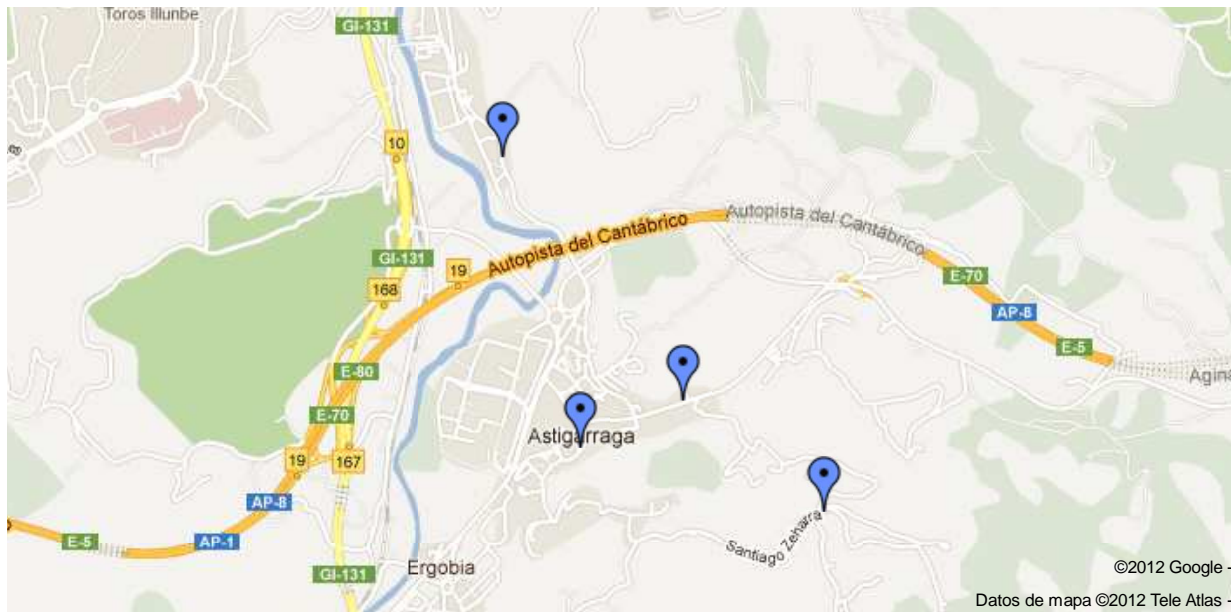 Toros Illunbe
GI-131
10
Autopista del Cantábrico
Autopista del Cantábrico
GI-131
19
E-70
168
AP-8
E-5
E-80
Agina
E-70
Astigarraga
19
167
AP-8
E-5
AP-1
Santiago Zeharra
Ergobia
GI-131
©2012 Google -
Datos de mapa ©2012 Tele Atlas -